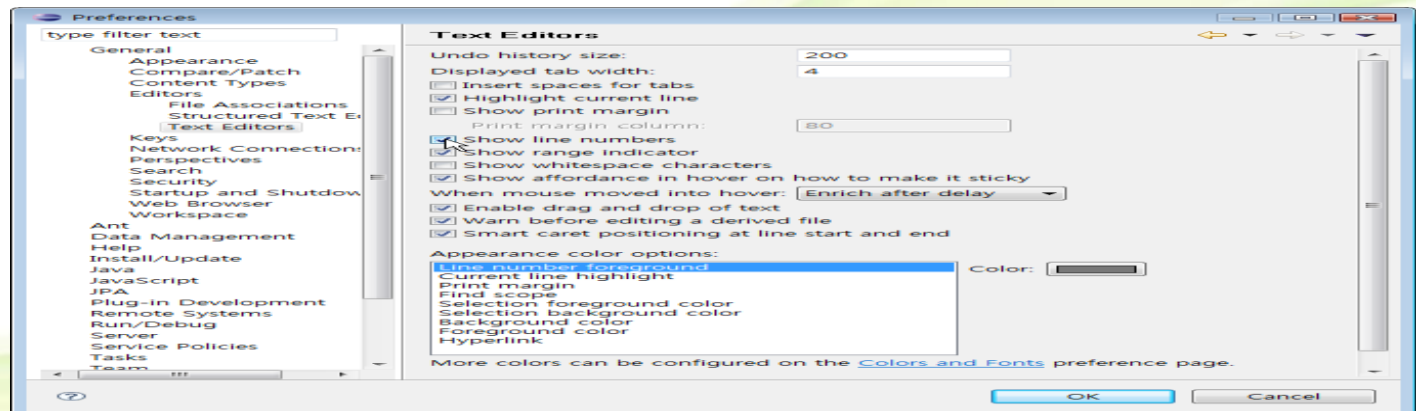 Preferences
type filter text
General
Appearance
Compare/Patch
Content Types
Editors
File Associations
Structured Text E
Text Editors
Keys
Network Connection
Perspectives
Search
Security
Startup and Shutdow
Web Browser
Workspace
Ant
Data Management
Help
Install/Update
Java
JavaScript
JPA
Plug-in Development
Remote Systems
Run/Debug
Server
Service Policies
Tasks
Team
Text Editors
Undo history size: 200
Displayed tab width: 4
Insert spaces for tabs
Highlight current line
Show print margin
Print margin column: 80
Show line numbers
Show range indicator
Show whitespace characters
Show affordance in hover on how to make it sticky
When mouse moved into hover: Enrich after delay
Enable drag and drop of text
Warn before editing a derived file
Smart caret positioning at line start and end
Appearance color options:
Line number foreground
Current line highlight
Print margin
Find scope
Selection foreground color
Selection background color
Background color
Foreground color
Hyperlink
Color:
More colors can be configured on the Colors and Fonts preference page.
OK Cancel